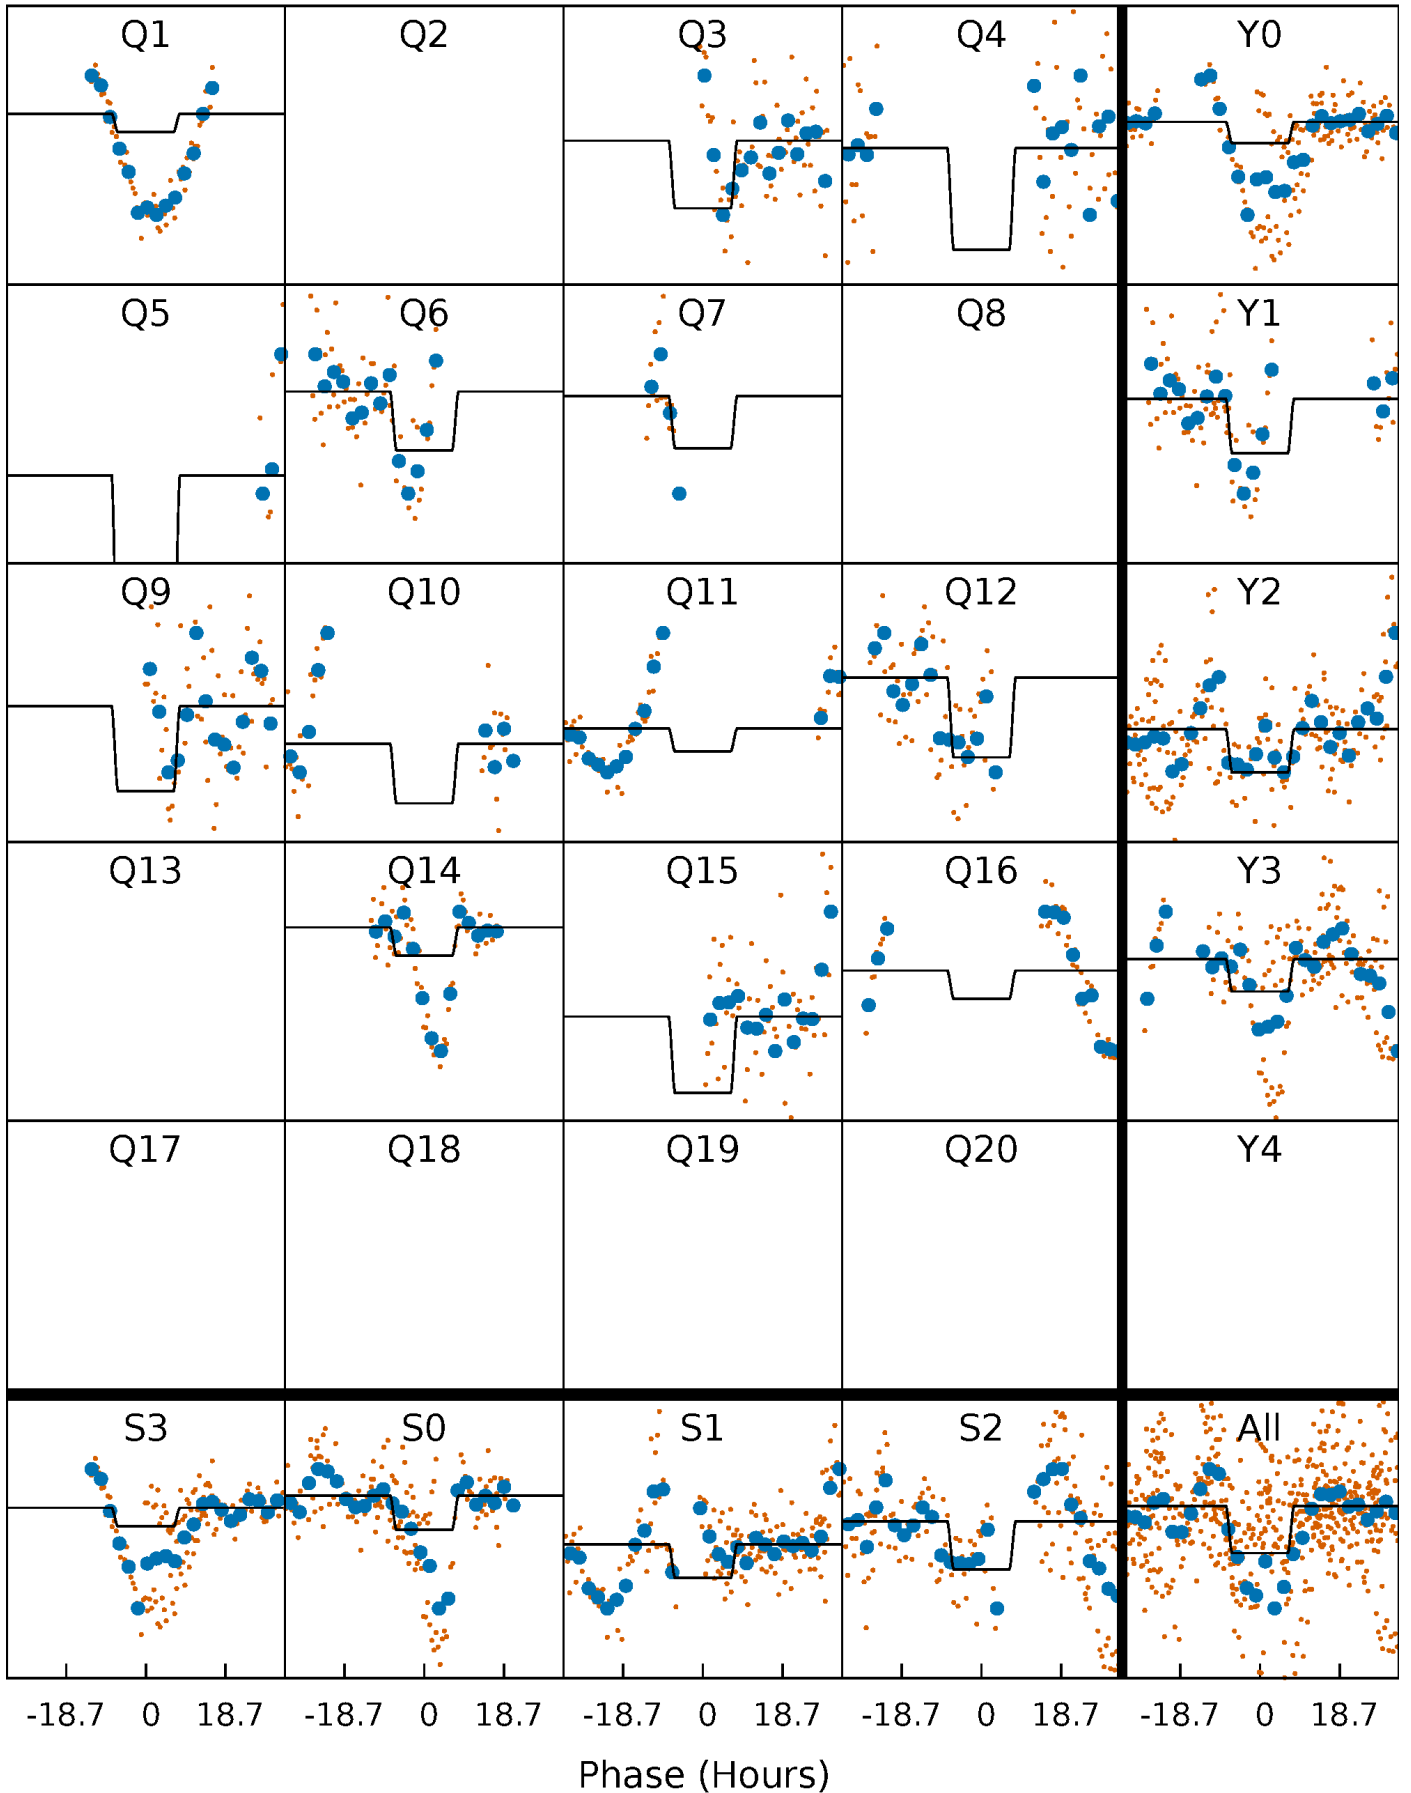 Q1 Q2 Q3 Q4 Y0
Q5 Q6 Q7 Q8 Y1
Q9 Q10 Q11 Q12 Y2
Q13 Q14 Q15 Q16 Y3
Q17 Q18 Q19 Q20 Y4
S3 S0 S1 S2 All
-18.7 0 18.7 -18.7 0 18.7 -18.7 0 18.7 -18.7 0 18.7 -18.7 0 18.7
Phase (Hours)